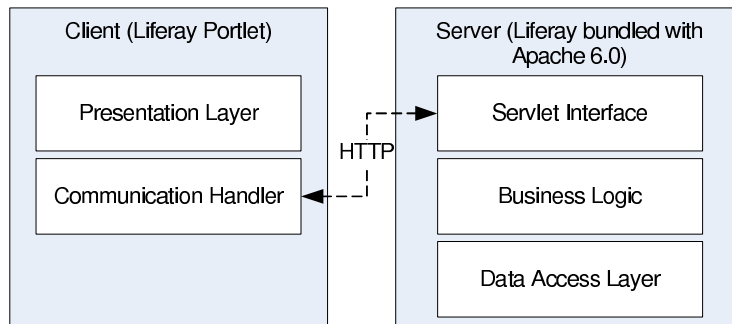 Client (Liferay Portlet)
Presentation Layer
Communication Handler
HTTP
Server (Liferay bundled with
Apache 6.0)
Servlet Interface
Business Logic
Data Access Layer